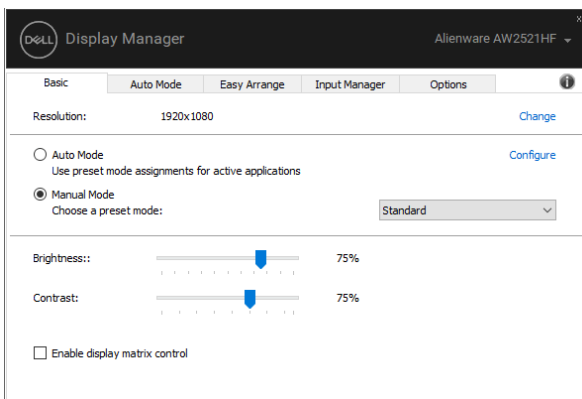 DELL Display Manager Alienware AW2521HF
x
Basic Auto Mode Easy Arrange Input Manager Options
Resolution: 1920x1080 Change
Auto Mode Configure
Use preset mode assignments for active applications
Manual Mode
Choose a preset mode: Standard
Brightness:: 75%
Contrast: 75%
Enable display matrix control